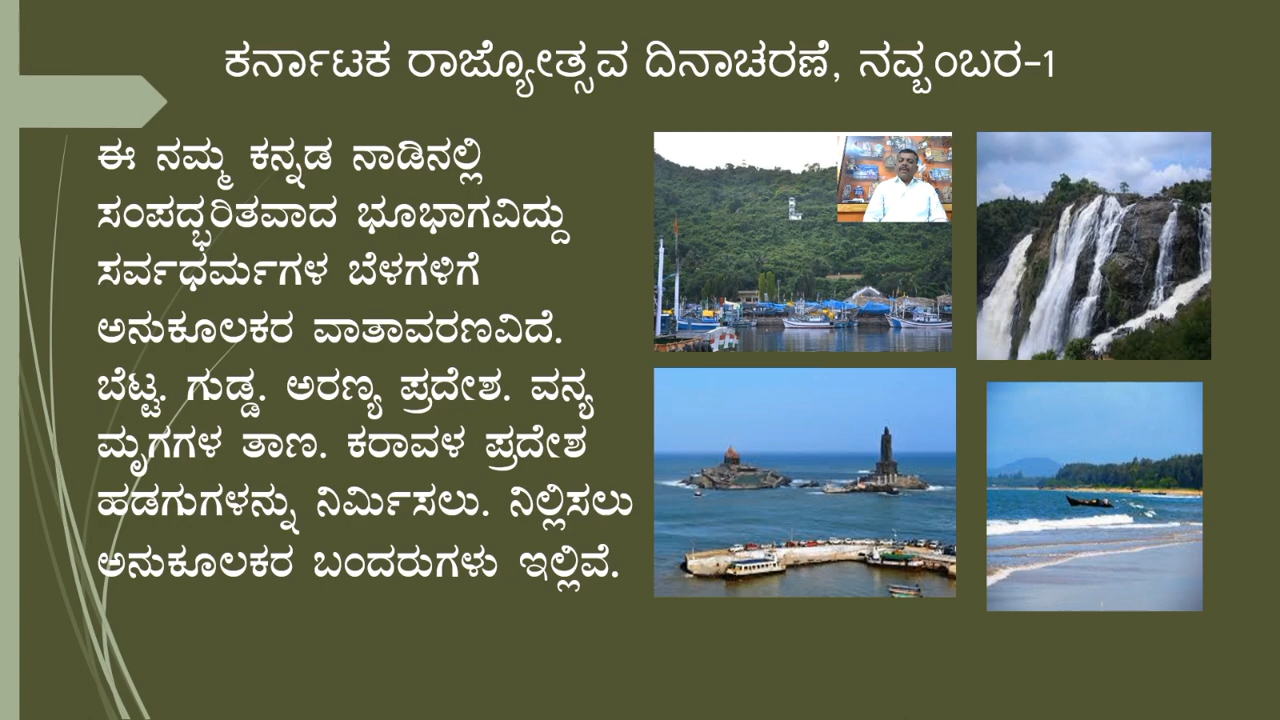 ಕರ್ನಾಟಕ ರಾಜ್ಯೋತ್ಸವ ದಿನಾಚರಣೆ, ನವ್ಬಂಬರ-1
ಈ ನಮ್ಮ ಕನ್ನಡ ನಾಡಿನಲ್ಲಿ
ಸಂಪದ್ಭರಿತವಾದ ಭೂಭಾಗವಿದ್ದು
ಸರ್ವಧರ್ಮಗಳ ಬೆಳಗಳಿಗೆ
ಅನುಕೂಲಕರ ವಾತಾವರಣವಿದೆ.
ಬೆಟ್ಟ. ಗುಡ್ಡ. ಅರಣ್ಯ ಪ್ರದೇಶ. ವನ್ಯ
ಮೃಗಗಳ ತಾಣ. ಕರಾವಳ ಪ್ರದೇಶ
ಹಡಗುಗಳನ್ನು ನಿರ್ಮಿಸಲು. ನಿಲ್ಲಿಸಲು
ಅನುಕೂಲಕರ ಬಂದರುಗಳು ಇಲ್ಲಿವೆ.